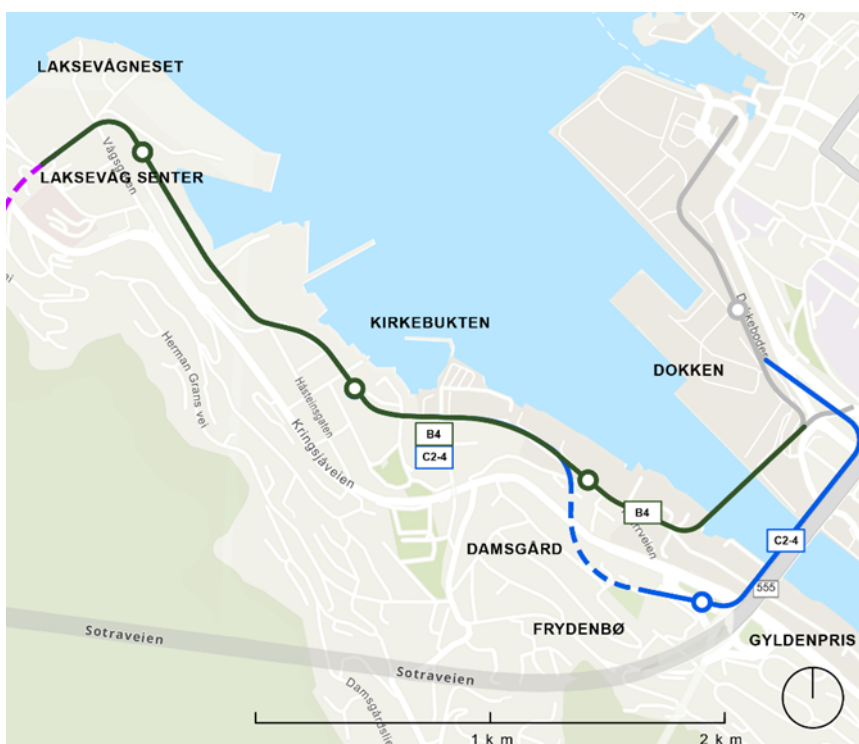 LAKSEVÅGNESET
Vågsgaten
LAKSEVÅG SENTER
Herman Grans vei
KIRKEBUKTEN
Håsteinsgaten
Kringsjåveien
B4
C2-4
DOKKEN
B4
DAMSGÅRD
C2-4
555
FRYDENBØ
GYLDENPRIS
Sotraveien
Sotraveien
1 km
2 km